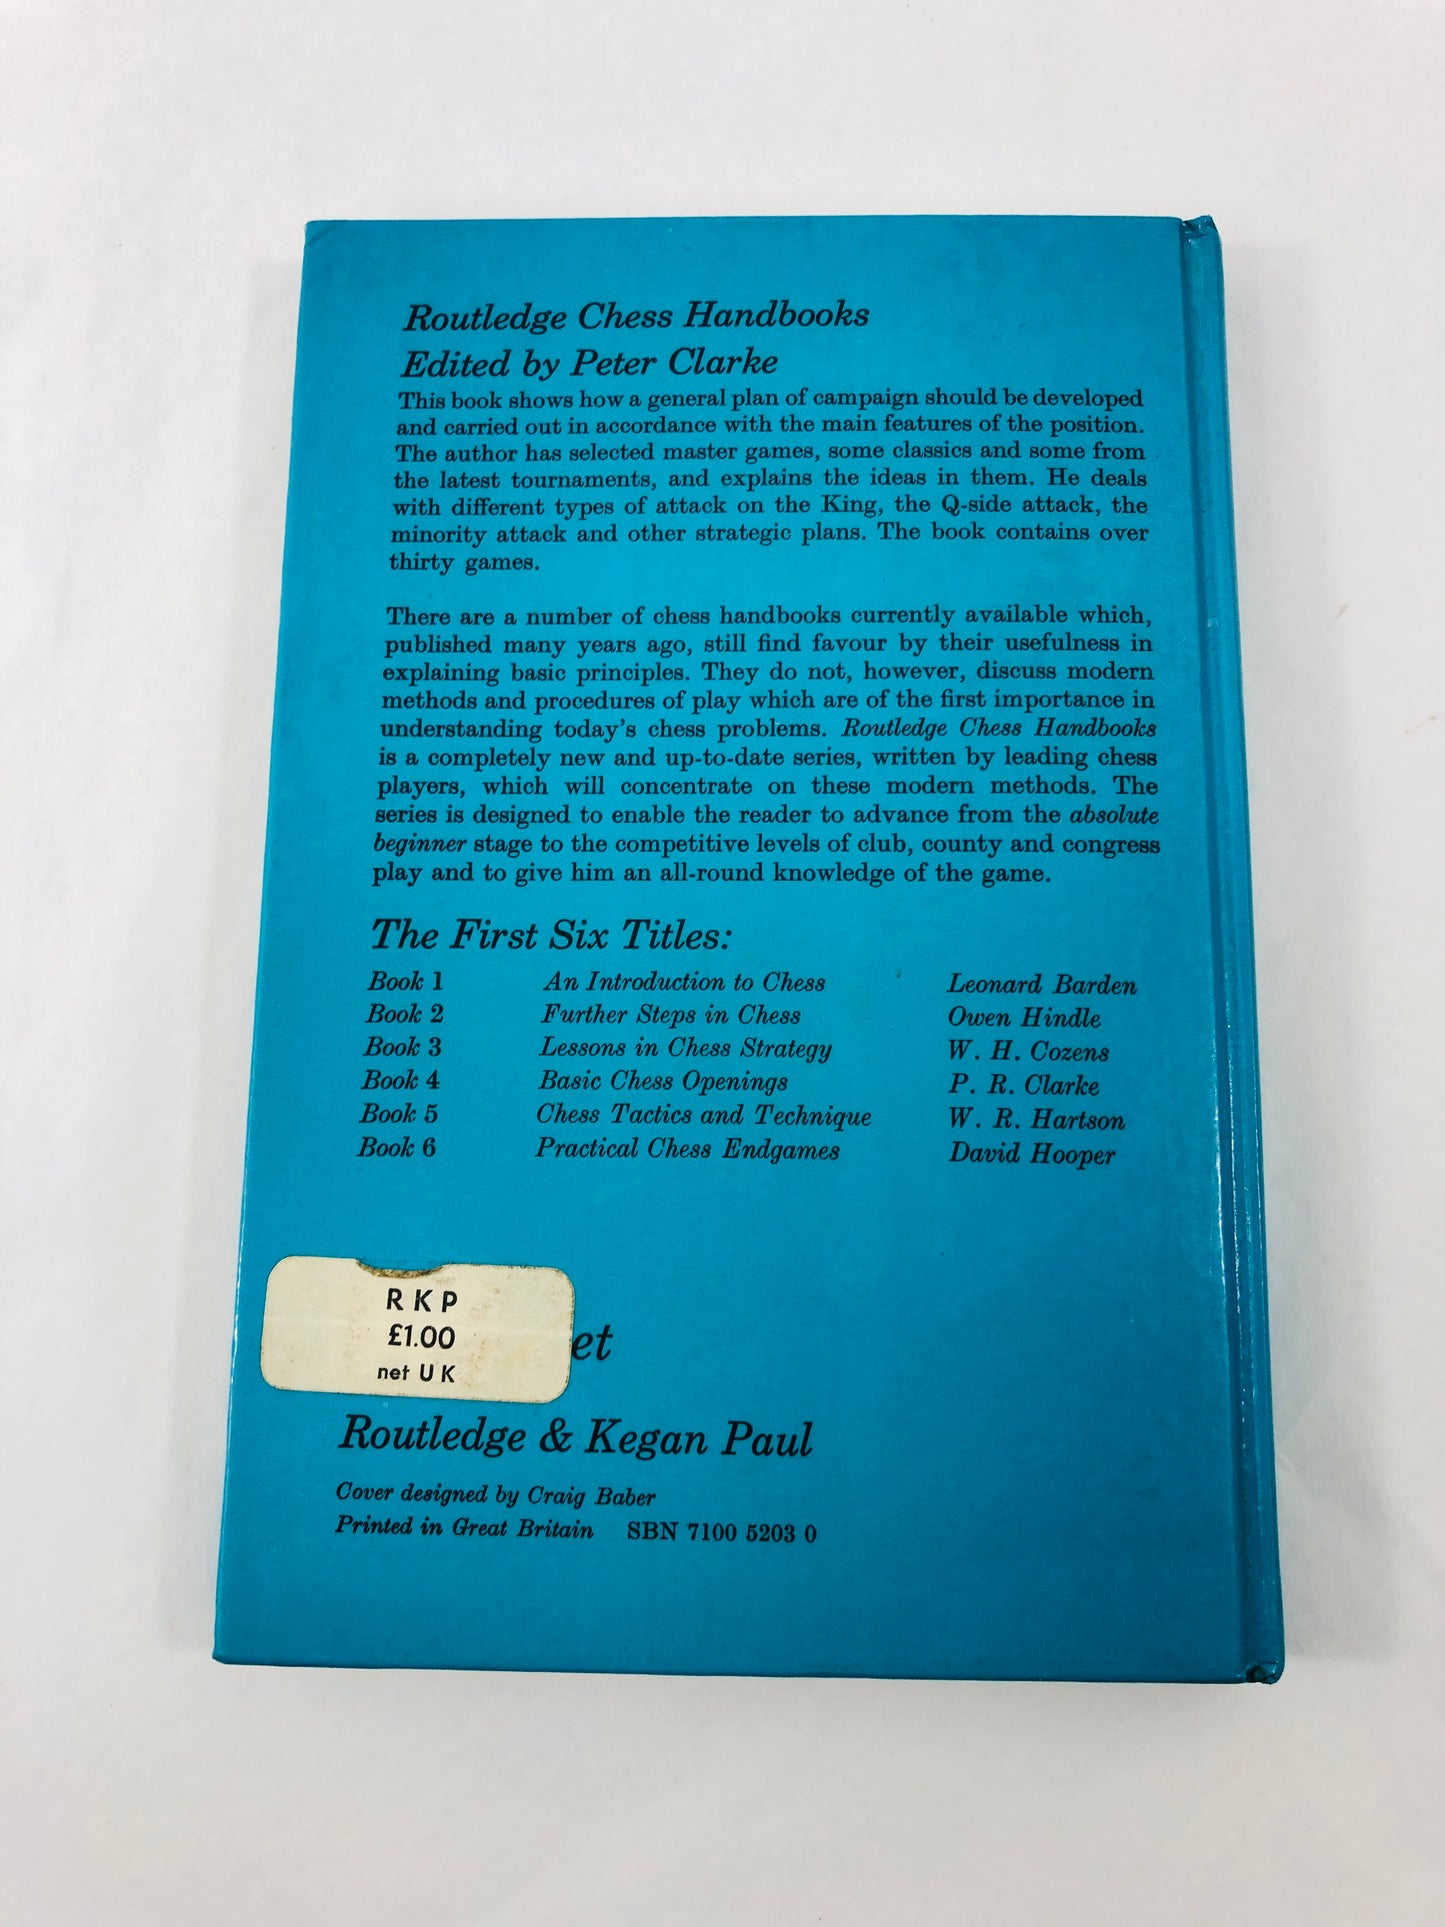 Routledge Chess Handbooks
Edited by Peter Clarke
This book shows how a general plan of campaign should be developed
and carried out in accordance with the main features of the position.
The author has selected master games, some classics and some from
the latest tournaments, and explains the ideas in them. He deals
with different types of attack on the King, the Q-side attack, the
minority attack and other strategic plans. The book contains over
thirty games.
There are a number of chess handbooks currently available which,
published many years ago, still find favour by their usefulness in
explaining basic principles. They do not, however, discuss modern
methods and procedures of play which are of the first importance in
understanding today's chess problems. Routledge Chess Handbooks
is a completely new and up-to-date series, written by leading chess
players, which will concentrate on these modern methods. The
series is designed to enable the reader to advance from the absolute
beginner stage to the competitive levels of club, county and congress
play and to give him an all-round knowledge of the game.
The First Six Titles:
Book 1 An Introduction to Chess Leonard Barden
Book 2 Further Steps in Chess Owen Hindle
Book 3 Lessons in Chess Strategy W. H. Cozens
Book 4 Basic Chess Openings P. R. Clarke
Book 5 Chess Tactics and Technique W. R. Hartson
Book 6 Practical Chess Endgames David Hooper
R K P
£1.00
net U K
et
Routledge & Kegan Paul
Cover designed by Craig Baber
Printed in Great Britain SBN 7100 5203 0